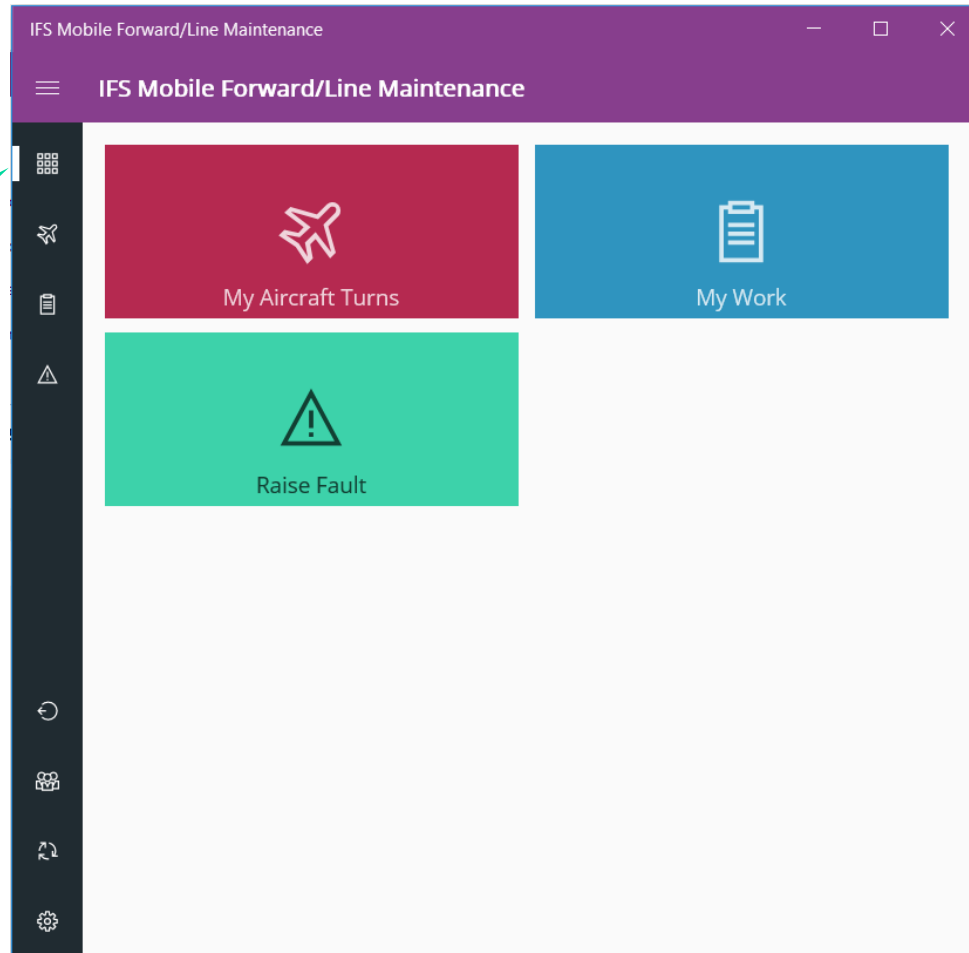 IFS Mobile Forward/Line Maintenance
IFS Mobile Forward/Line Maintenance
My Aircraft Turns
My Work
Raise Fault